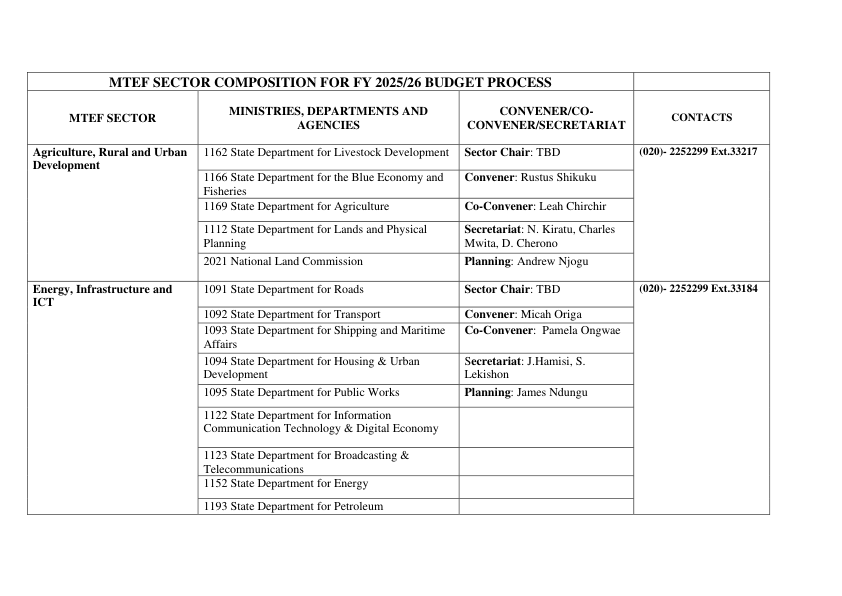 MTEF SECTOR COMPOSITION FOR FY 2025/26 BUDGET PROCESS
MTEF SECTOR
MINISTRIES, DEPARTMENTS AND
AGENCIES
CONVENER/CO-
CONVENER/SECRETARIAT
CONTACTS
Agriculture, Rural and Urban
Development
1162 State Department for Livestock Development
Sector Chair: TBD
(020)- 2252299 Ext.33217
1166 State Department for the Blue Economy and
Fisheries
Convener: Rustus Shikuku
1169 State Department for Agriculture
Co-Convener: Leah Chirchir
1112 State Department for Lands and Physical
Planning
Secretariat: N. Kiratu, Charles
Mwita, D. Cherono
2021 National Land Commission
Planning: Andrew Njogu
Energy, Infrastructure and
ICT
1091 State Department for Roads
Sector Chair: TBD
(020)- 2252299 Ext.33184
1092 State Department for Transport
Convener: Micah Origa
1093 State Department for Shipping and Maritime
Affairs
Co-Convener:  Pamela Ongwae
1094 State Department for Housing & Urban
Development
Secretariat: J.Hamisi, S.
Lekishon
1095 State Department for Public Works
Planning: James Ndungu
1122 State Department for Information
Communication Technology & Digital Economy
1123 State Department for Broadcasting &
Telecommunications
1152 State Department for Energy
1193 State Department for Petroleum